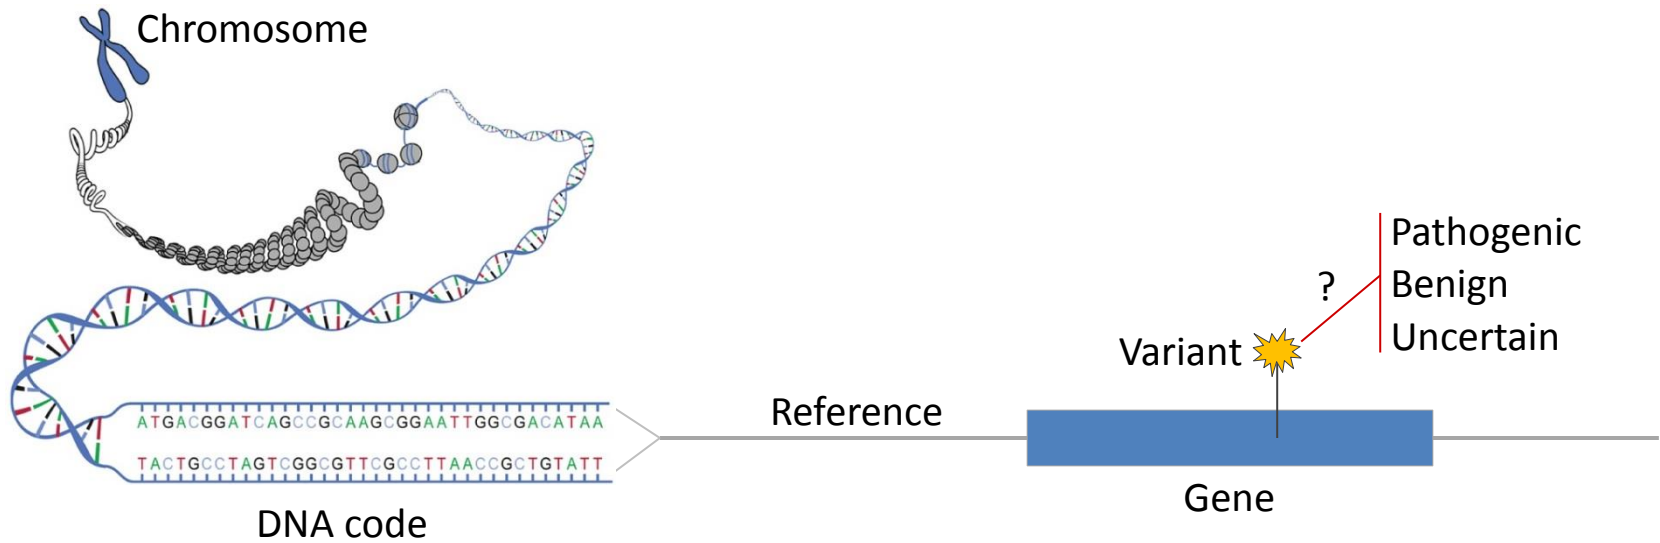 Chromosome
ATGACGGATCAGCCGCAAGCGGAATTGGCGACATAA
TACTGCCTAGTCGGCGTTCGCCTTAACCGCTGTATT
DNA code
Reference
Variant
?
Pathogenic
Benign
Uncertain
Gene